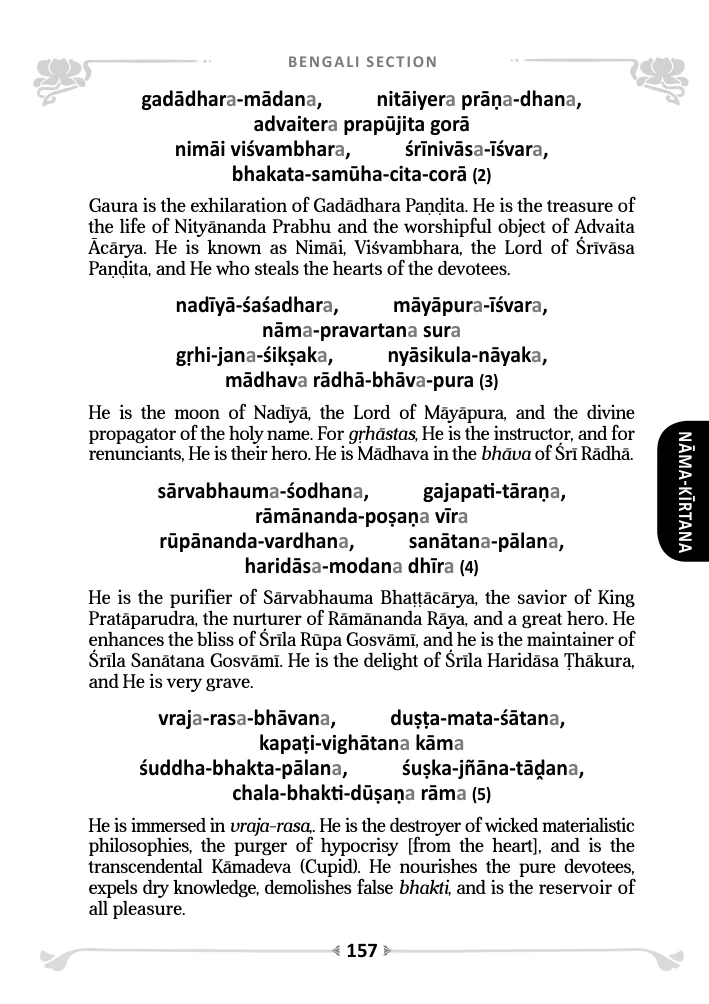 BENGALI SECTION
gadādhara-mādana, nitāiyera prāṇa-dhana,
advaitera prapūjita gorā
nimāi viśvambhara, śrīnivāsa-īśvara,
bhakata-samūha-cita-corā (2)
Gaura is the exhilaration of Gadādhara Paṇḍita. He is the treasure of
the life of Nityānanda Prabhu and the worshipful object of Advaita
Ācārya. He is known as Nimāi, Viśvambhara, the Lord of Śrīvāsa
Paṇḍita, and He who steals the hearts of the devotees.
nadīyā-śaśadhara, māyāpura-īśvara,
nāma-pravartana sura
gṛhi-jana-śikṣaka, nyāsikula-nāyaka,
mādhava rādhā-bhāva-pura (3)
He is the moon of Nadīyā, the Lord of Māyāpura, and the divine
propagator of the holy name. For gṛhāstas, He is the instructor, and for
renunciants, He is their hero. He is Mādhava in the bhāva of Śrī Rādhā.
NĀMA-KĪRTANA
sārvabhauma-śodhana, gajapati-tāraṇa,
rāmānanda-poṣaṇa vīra
rūpānanda-vardhana, sanātana-pālana,
haridāsa-modana dhīra (4)
He is the purifier of Sārvabhauma Bhaṭṭācārya, the savior of King
Pratāparudra, the nurturer of Rāmānanda Rāya, and a great hero. He
enhances the bliss of Śrīla Rūpa Gosvāmī, and he is the maintainer of
Śrīla Sanātana Gosvāmī. He is the delight of Śrīla Haridāsa Ṭhākura,
and He is very grave.
vraja-rasa-bhāvana, duṣṭa-mata-śātana,
kapaṭi-vighātana kāma
śuddha-bhakta-pālana, śuṣka-jñāna-tāḓana,
chala-bhakti-dūṣaṇa rāma (5)
He is immersed in vraja-rasa,. He is the destroyer of wicked materialistic
philosophies, the purger of hypocrisy [from the heart], and is the
transcendental Kāmadeva (Cupid). He nourishes the pure devotees,
expels dry knowledge, demolishes false bhakti, and is the reservoir of
all pleasure.
157